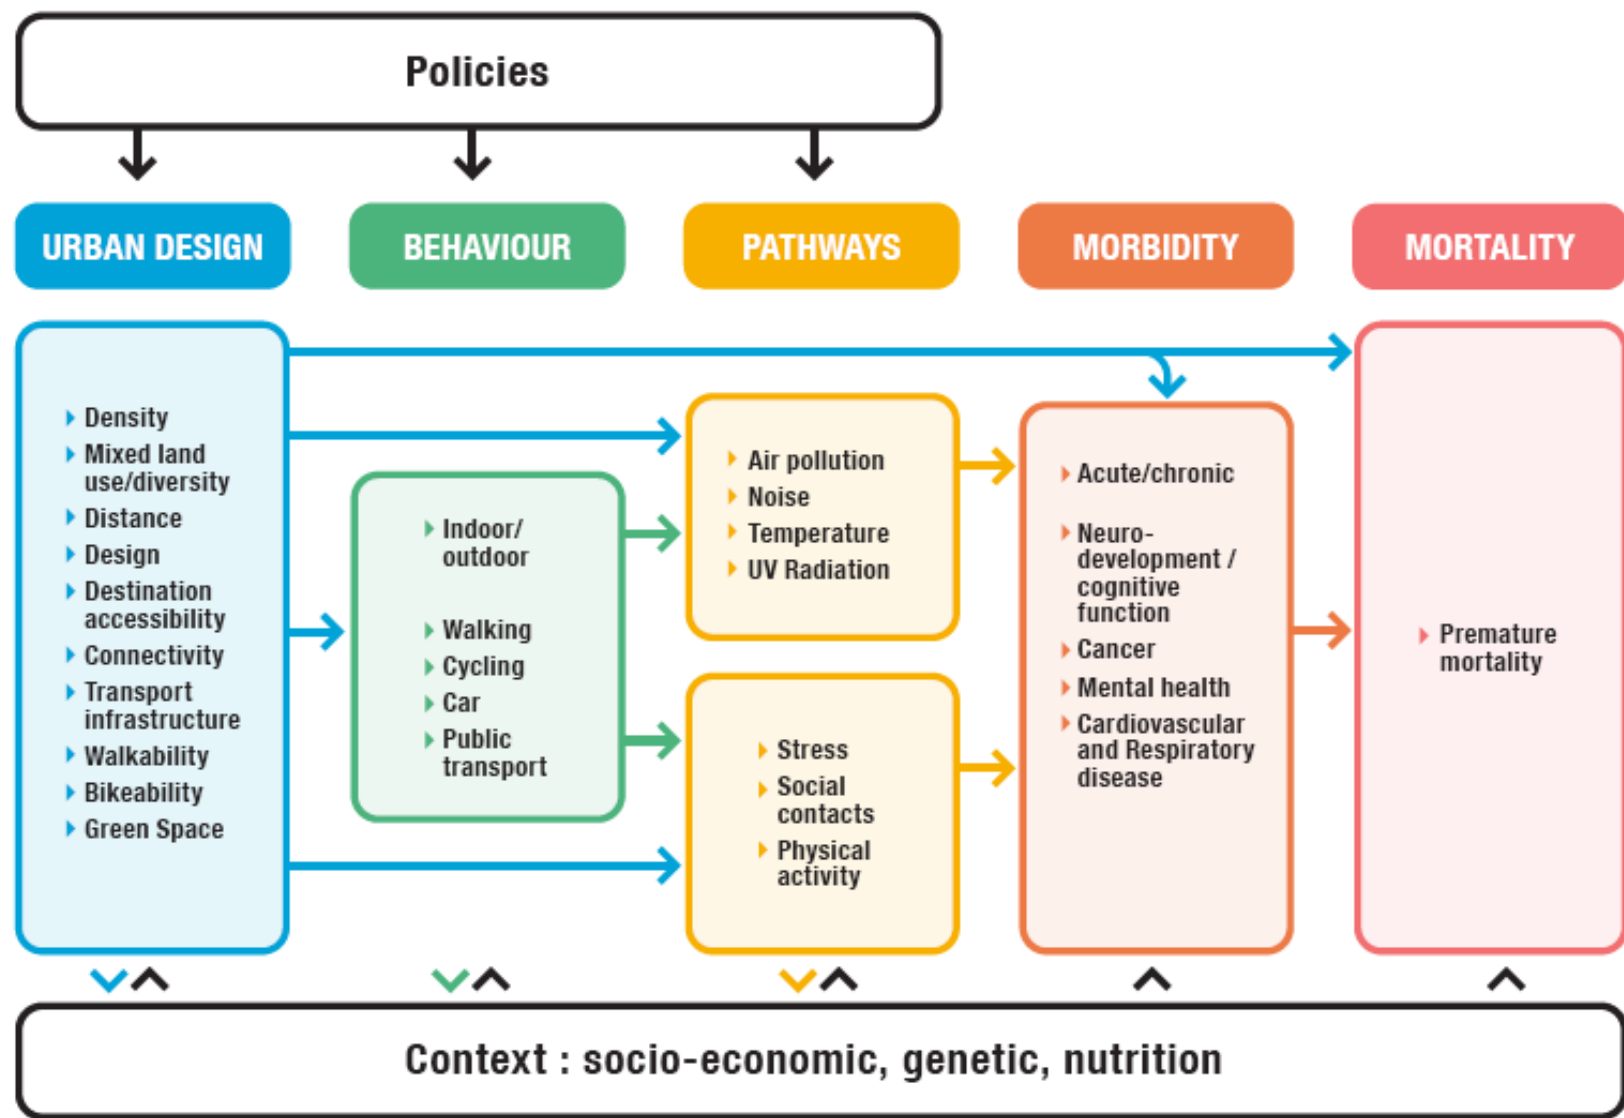 Policies
URBAN DESIGN
BEHAVIOUR
PATHWAYS
MORBIDITY
MORTALITY
Density
Mixed land
use/diversity
Distance
Design
Destination
accessibility
Connectivity
Transport
infrastructure
Walkability
Bikeability
Green Space
Indoor/
outdoor
Walking
Cycling
Car
Public
transport
Air pollution
Noise
Temperature
UV Radiation
Stress
Social
contacts
Physical
activity
Acute/chronic
Neuro-
development /
cognitive
function
Cancer
Mental health
Cardiovascular
and Respiratory
disease
Premature
mortality
Context : socio-economic, genetic, nutrition